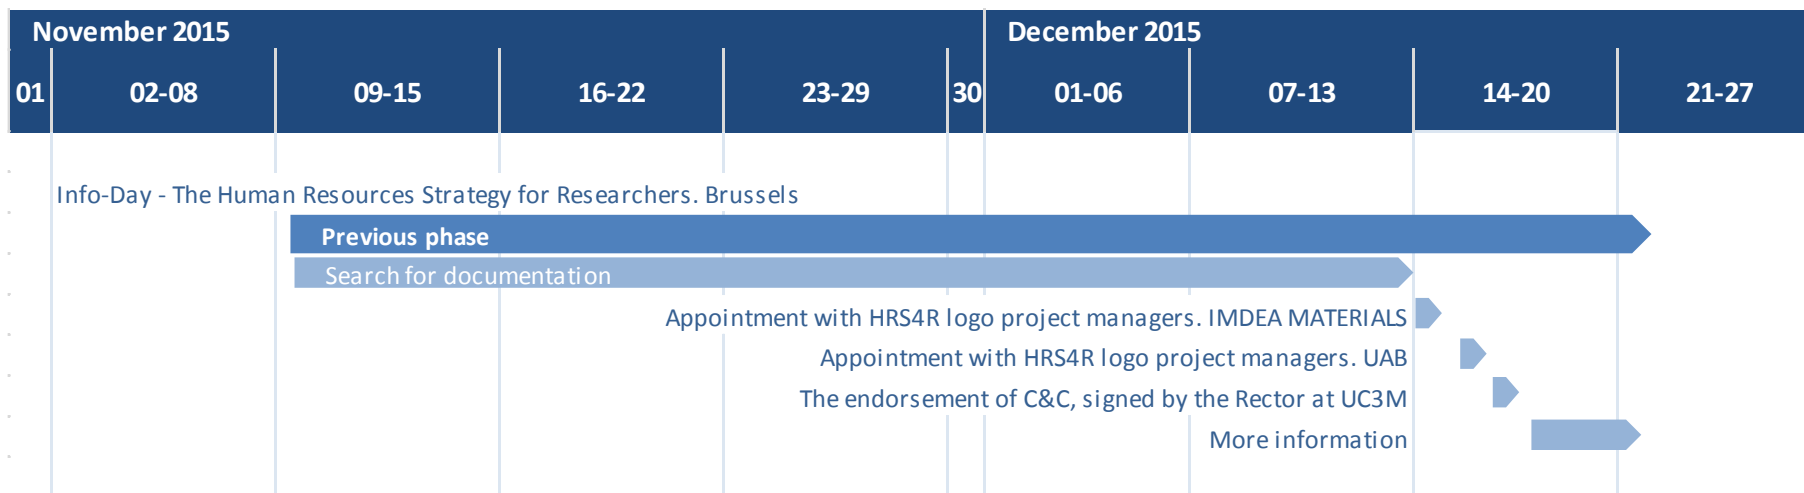 November 2015 December 2015
01 02-08 09-15 16-22 23-29 30 01-06 07-13 14-20 21-27
Info-Day - The Human Resources Strategy for Researchers. Brussels
Previous phase
Search for documentation
Appointment with HRS4R logo project managers. IMDEA MATERIALS
Appointment with HRS4R logo project managers. UAB
The endorsement of C&C, signed by the Rector at UC3M
More information